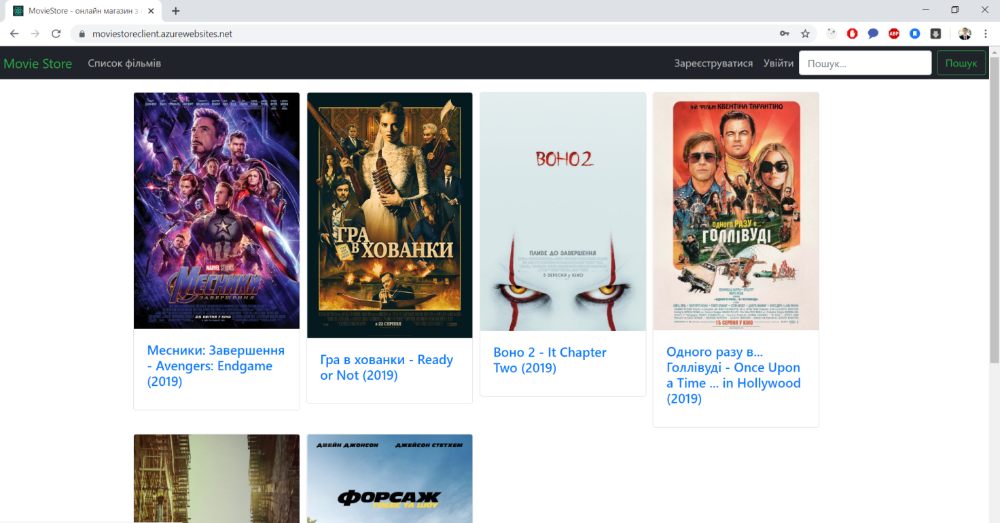 MovieStore - онлайн магазин з
moviestoreclient.azurewebsites.net
ABP
Movie Store
Список фільмів
Зареєструватися
Увійти
Пошук...
Пошук
MARVEL STUDIOS
МЕСНИКИ
ЗАВЕРШЕННЯ
25 КВІТНЯ У КІНО
Месники: Завершення
- Avengers: Endgame
(2019)
ГРА
В ХОВАНКИ
З 22 СЕРПНЯ
Гра в хованки - Ready
or Not (2019)
ВОНО 2
ПЛИВЕ ДО ЗАВЕРШЕННЯ
5 ВЕРЕСНЯ у КІНО
Воно 2 - It Chapter
Two (2019)
9-Й ФІЛЬМ КВЕНТІНА ТАРАНТІНО
ОДНОГО РАЗУ В...
ГОЛЛІВУДІ
15 СЕРПНЯ У КІНО
Одного разу в...
Голлівуді - Once Upon
a Time ... in Hollywood
(2019)
ДВЕЙН ДЖОНСОН
ДЖЕЙСОН СТЕТХЕМ
ФОРСАЖ
ГОББС ТА ШОУ